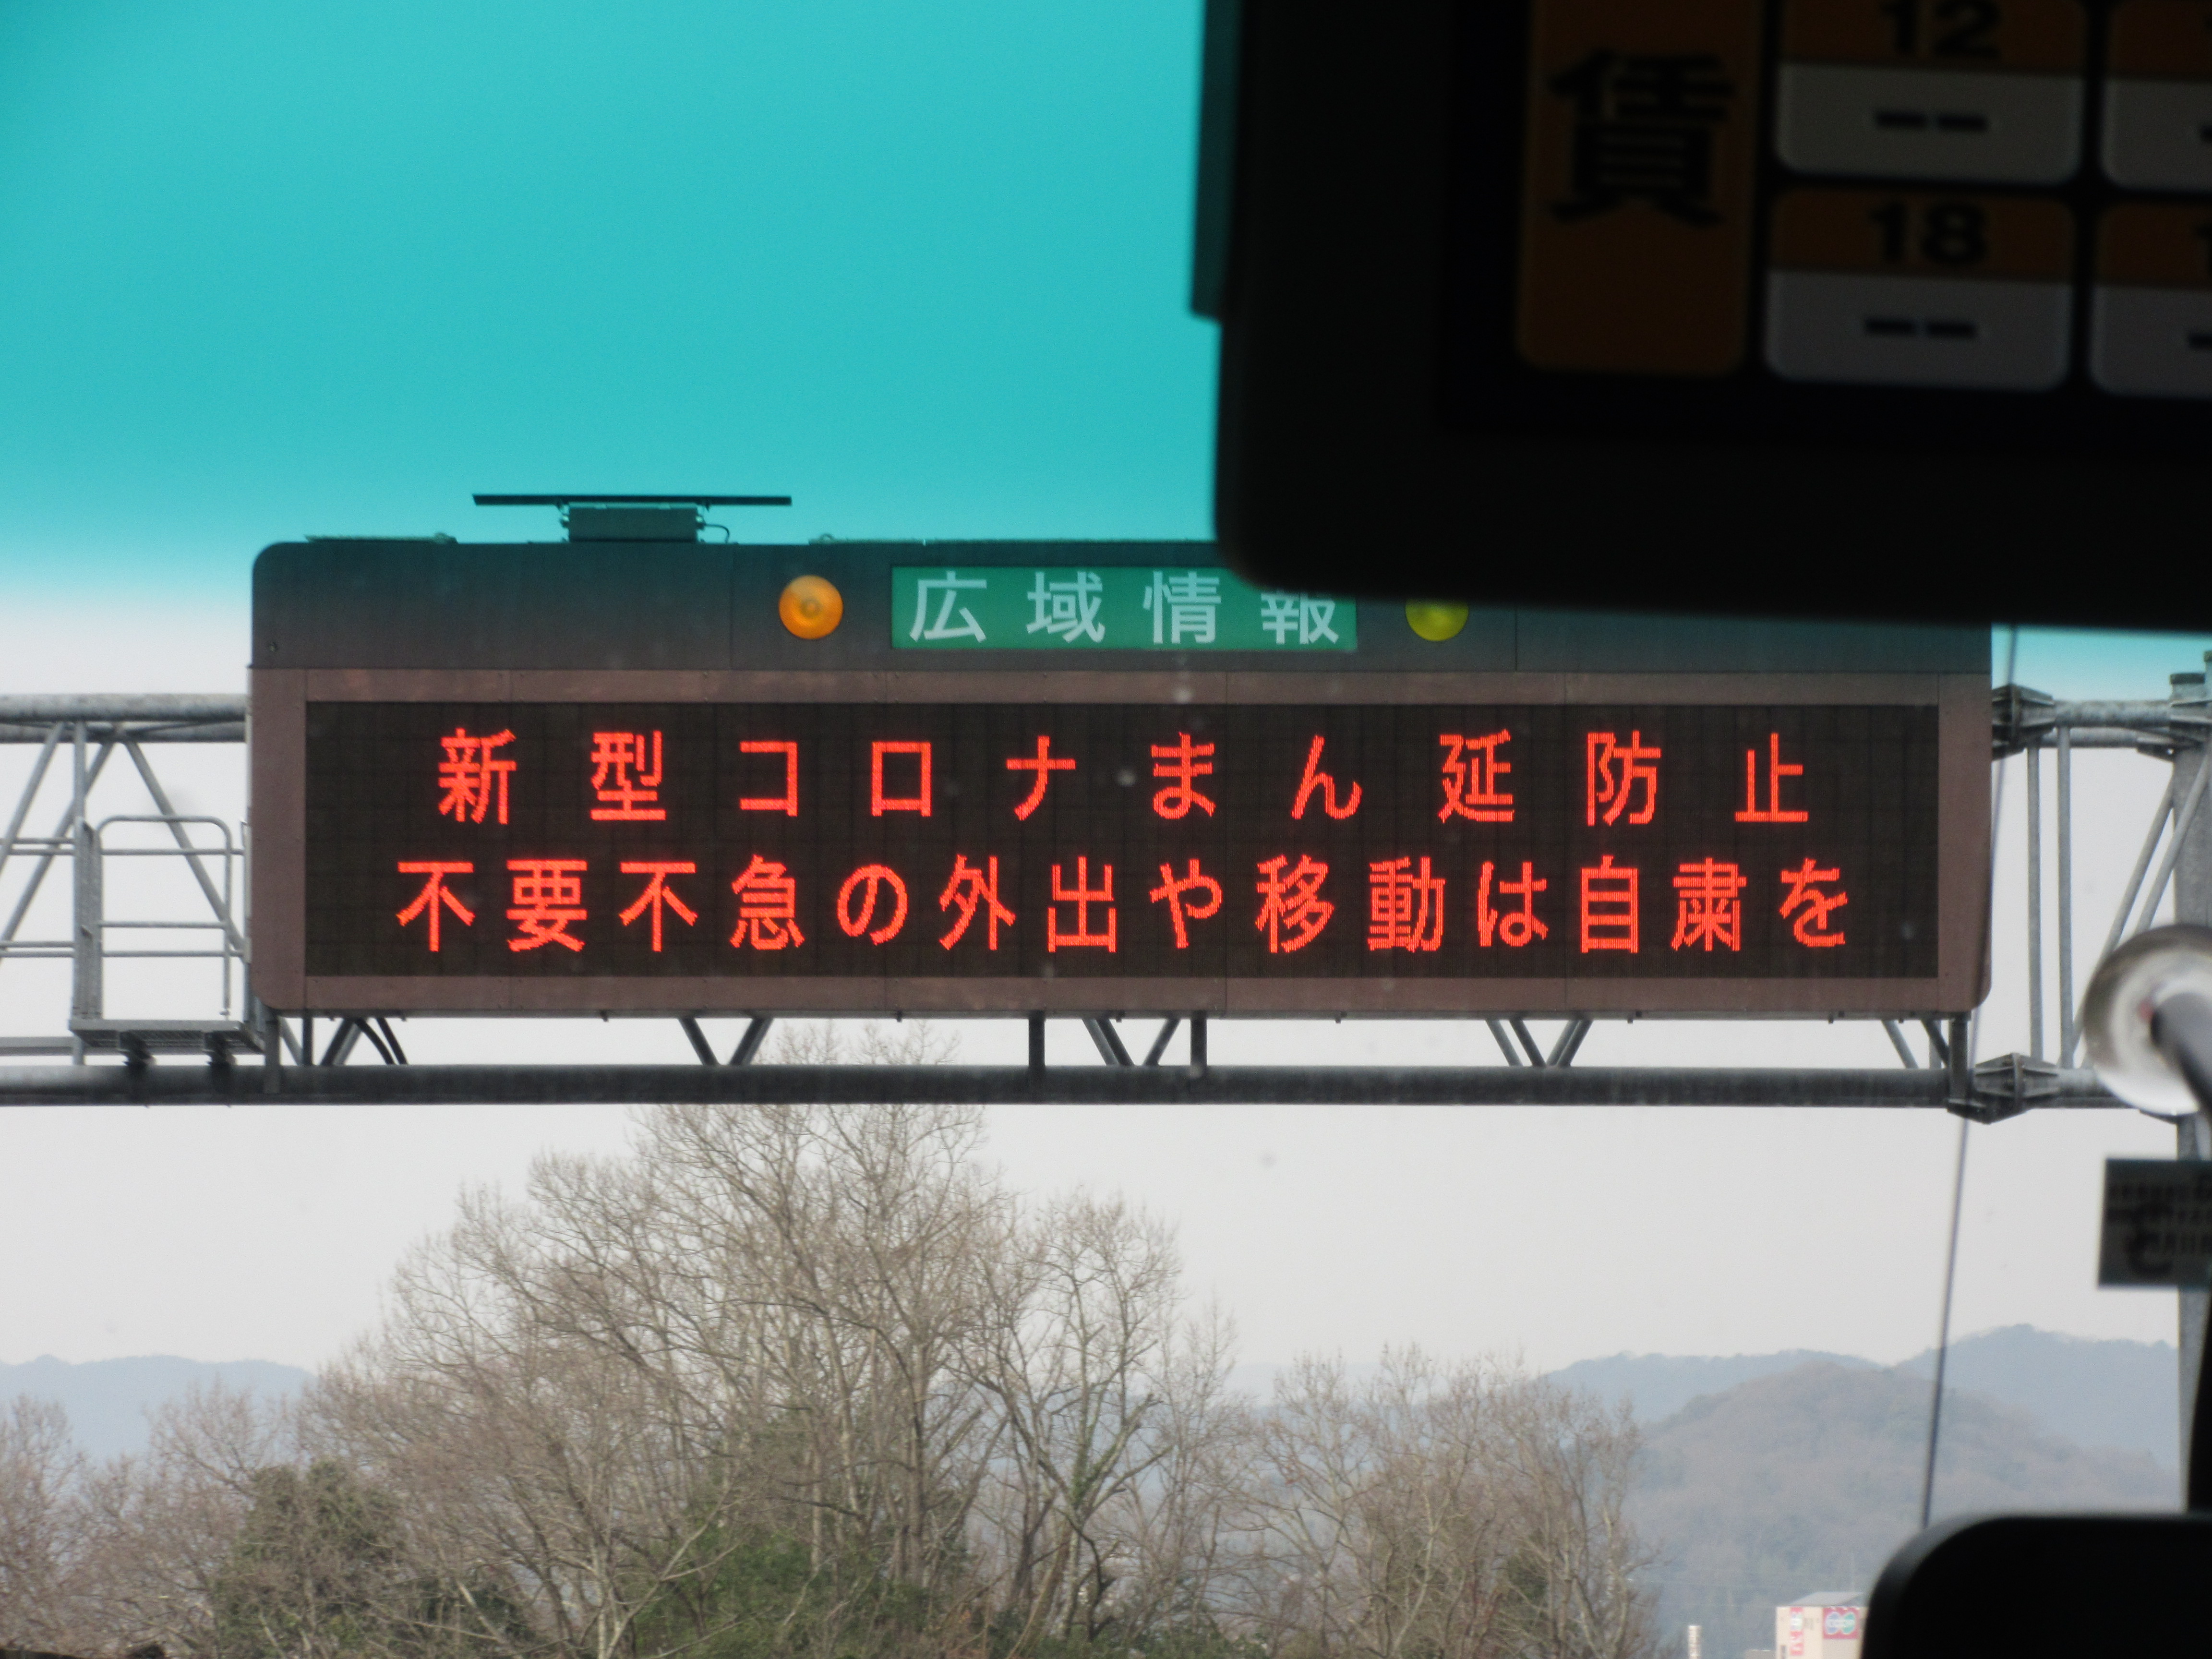 12
賃
18
広域情報
新型コロナまん延防止
不要不急の外出や移動は自粛を